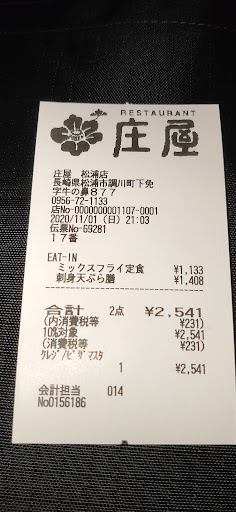 RESTAURANT
庄屋
庄屋 松浦店
長崎県松浦市調川町下免
字牛の鼻877
0956-72-1133
店No-0000000001107-0001
2020/11/01 (日) 21:03
伝票No-69281
17番
EAT-IN
ミックスフライ定食 ¥1,133
刺身天ぷら膳 ¥1,408
合計 2点 ¥2,541
(内消費税等 ¥231)
10%対象 ¥2,541
(消費税等 ¥231)
クレジ/ビザマスタ
1 ¥2,541
会計担当 014
No0156186